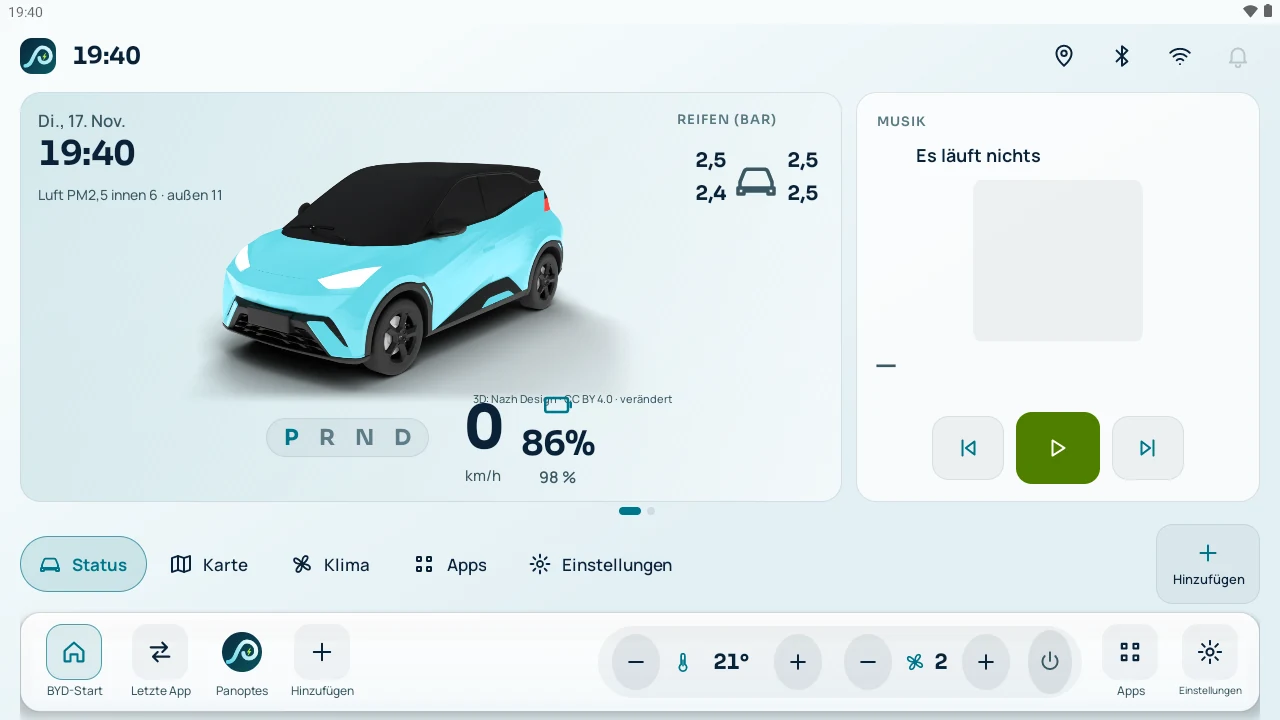 19:40
19:40
Di., 17. Nov.
19:40
Luft PM2,5 innen 6 · außen 11
REIFEN (BAR)
2,5 2,5
2,4 2,5
3D: Nazh Design · CC BY 4.0 · verändert
P R N D
0
km/h
86%
98 %
MUSIK
Es läuft nichts
—
Status
Karte
Klima
Apps
Einstellungen
Hinzufügen
BYD-Start
Letzte App
Panoptes
Hinzufügen
21°
2
Apps
Einstellungen